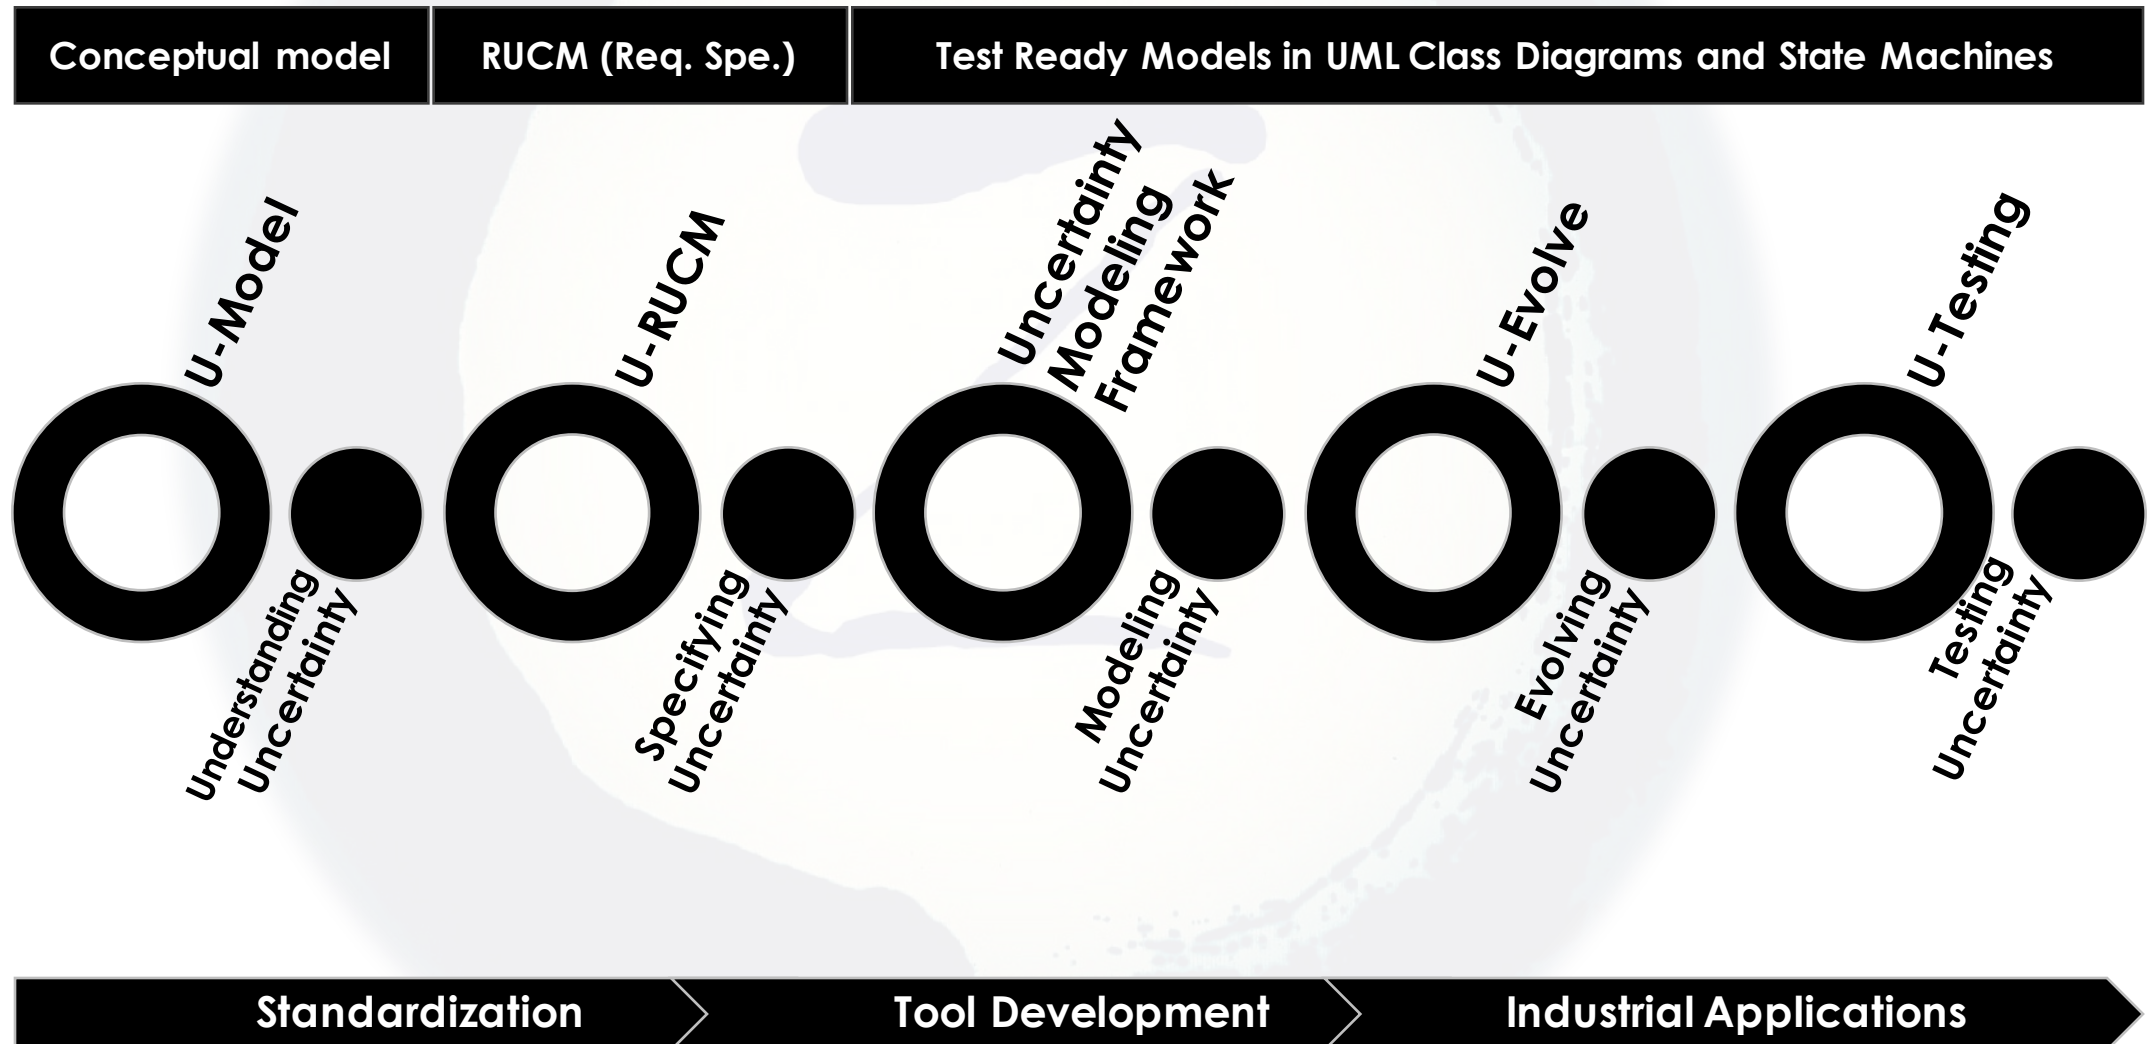 Conceptual model
RUCM (Req. Spe.)
Test Ready Models in UML Class Diagrams and State Machines
U-Model
U-RUCM
Uncertainty
Modeling
Framework
U-Evolve
U-Testing
Understanding
Uncertainty
Specifying
Uncertainty
Modeling
Uncertainty
Evolving
Uncertainty
Testing
Uncertainty
Standardization
Tool Development
Industrial Applications